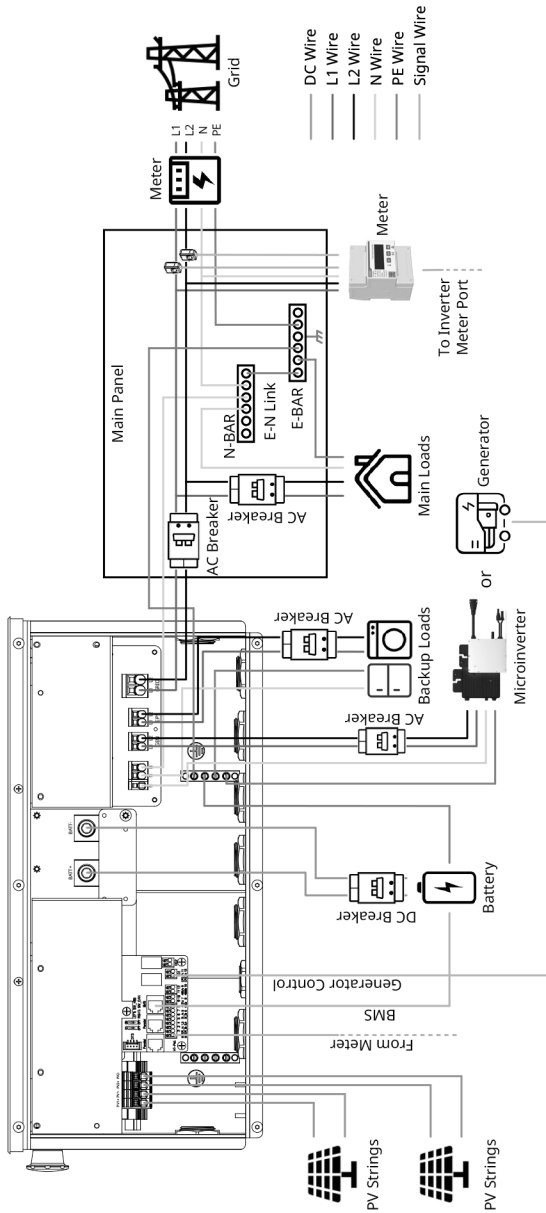 Grid
L1
L2
N
PE
Meter
DC Wire
L1 Wire
L2 Wire
N Wire
PE Wire
Signal Wire
Main Panel
Meter
To Inverter
Meter Port
N-BAR
E-N Link
E-BAR
AC Breaker
AC Breaker
Main Loads
Generator
or
Microinverter
AC Breaker
Backup Loads
AC Breaker
BATT-
BATT+
DC Breaker
Battery
Generator Control
BMS
From Meter
PV Strings
PV Strings